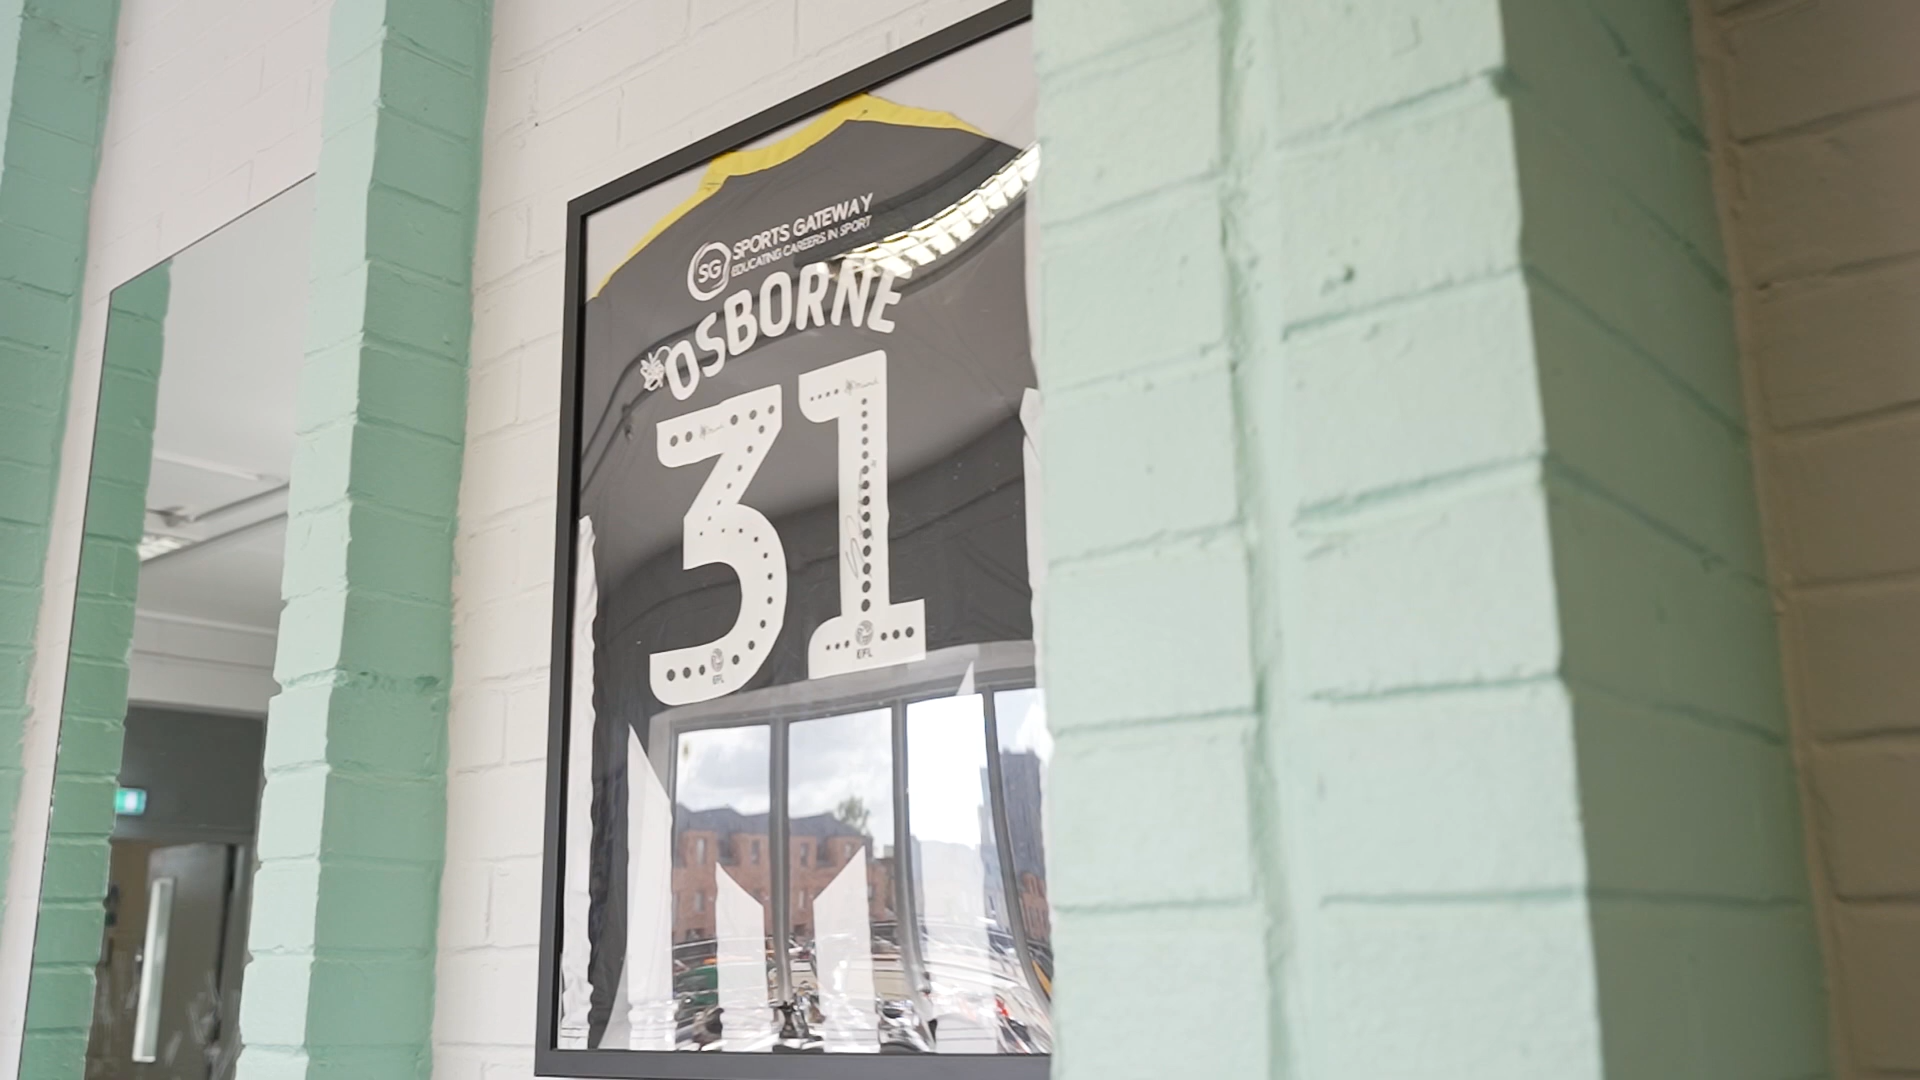 SG SPORTS GATEWAY
EDUCATING CAREERS IN SPORT
OSBORNE
31
EFL EFL